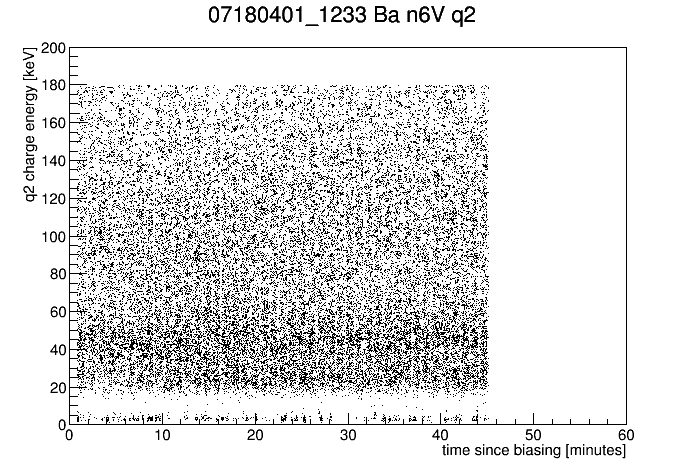 07180401_1233 Ba n6V q2
q2 charge energy [keV]
200
180
160
140
120
100
80
60
40
20
0
0 10 20 30 40 50 60
time since biasing [minutes]